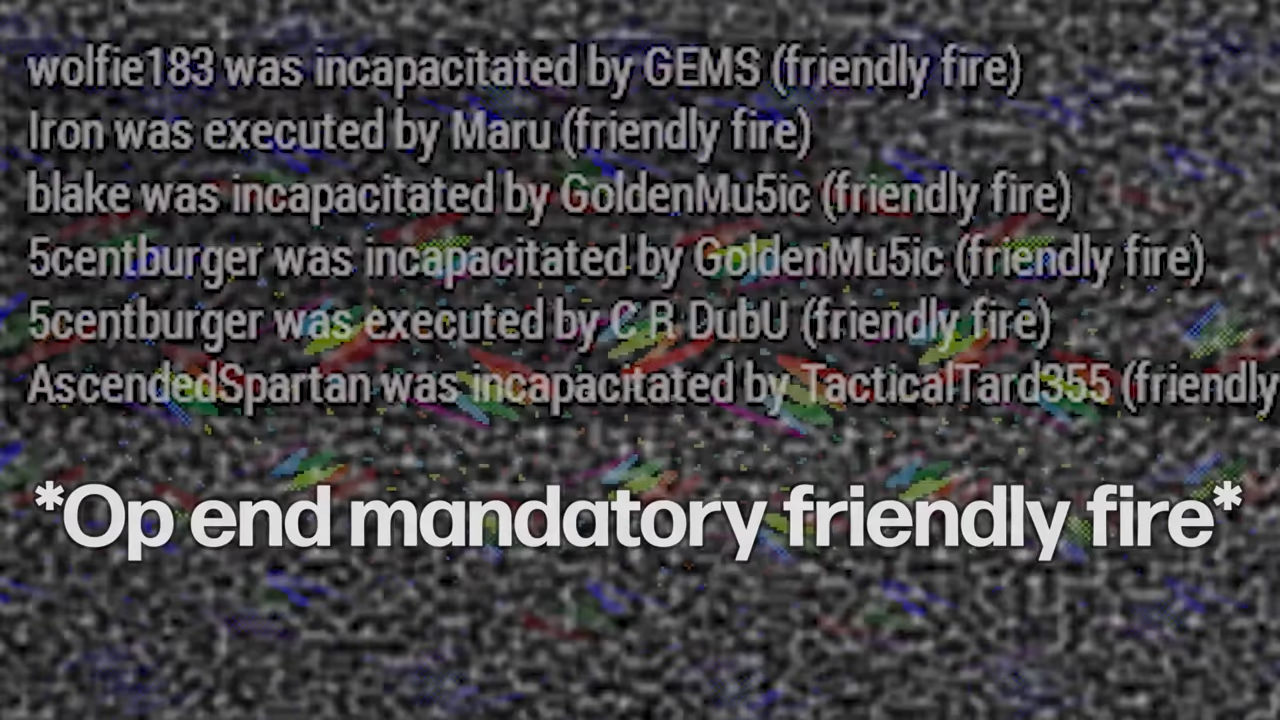 wolfie183 was incapacitated by GEMS (friendly fire)
Iron was executed by Maru (friendly fire)
blake was incapacitated by GoldenMu5ic (friendly fire)
5centburger was incapacitated by GoldenMu5ic (friendly fire)
5centburger was executed by C R DubU (friendly fire)
AscendedSpartan was incapacitated by TacticalTard355 (friendly
*Op end mandatory friendly fire*